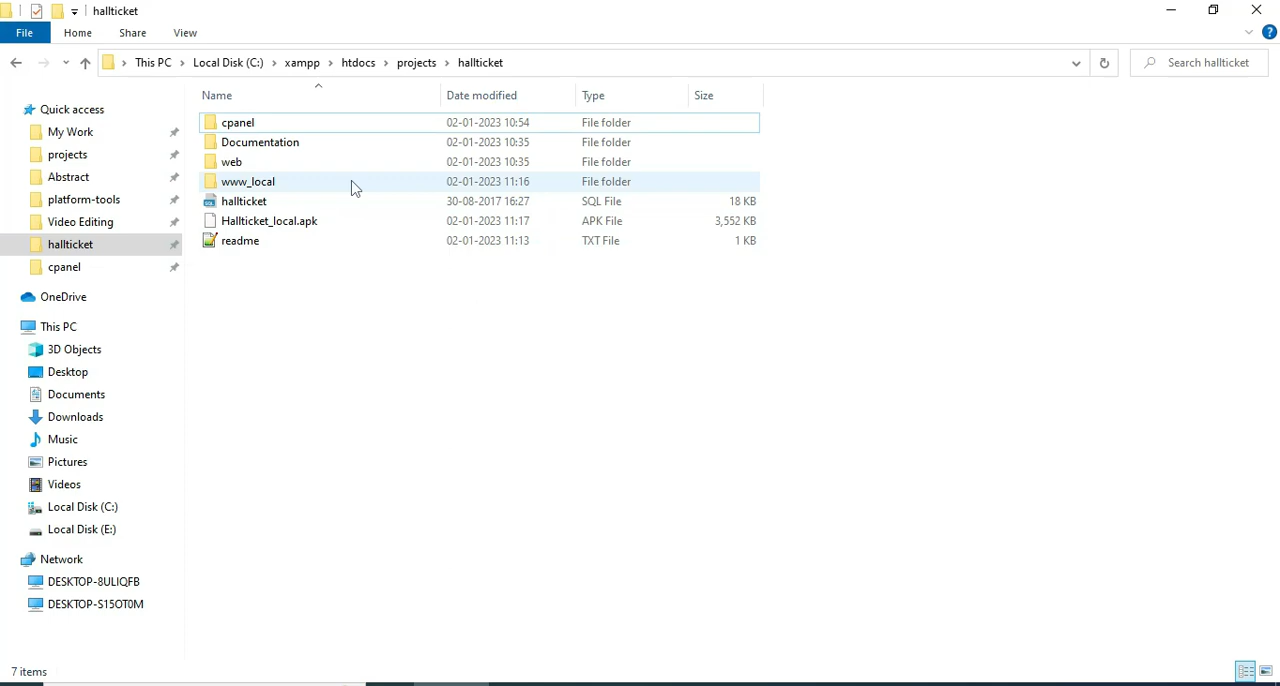 hallticket
File Home Share View
This PC > Local Disk (C:) > xampp > htdocs > projects > hallticket
Search hallticket
Name Date modified Type Size
Quick access
My Work
projects
Abstract
platform-tools
Video Editing
hallticket
cpanel
OneDrive
This PC
3D Objects
Desktop
Documents
Downloads
Music
Pictures
Videos
Local Disk (C:)
Local Disk (E:)
Network
DESKTOP-8ULIQFB
DESKTOP-S15OT0M
cpanel 02-01-2023 10:54 File folder
Documentation 02-01-2023 10:35 File folder
web 02-01-2023 10:35 File folder
www_local 02-01-2023 11:16 File folder
hallticket 30-08-2017 16:27 SQL File 18 KB
Hallticket_local.apk 02-01-2023 11:17 APK File 3,552 KB
readme 02-01-2023 11:13 TXT File 1 KB
7 items